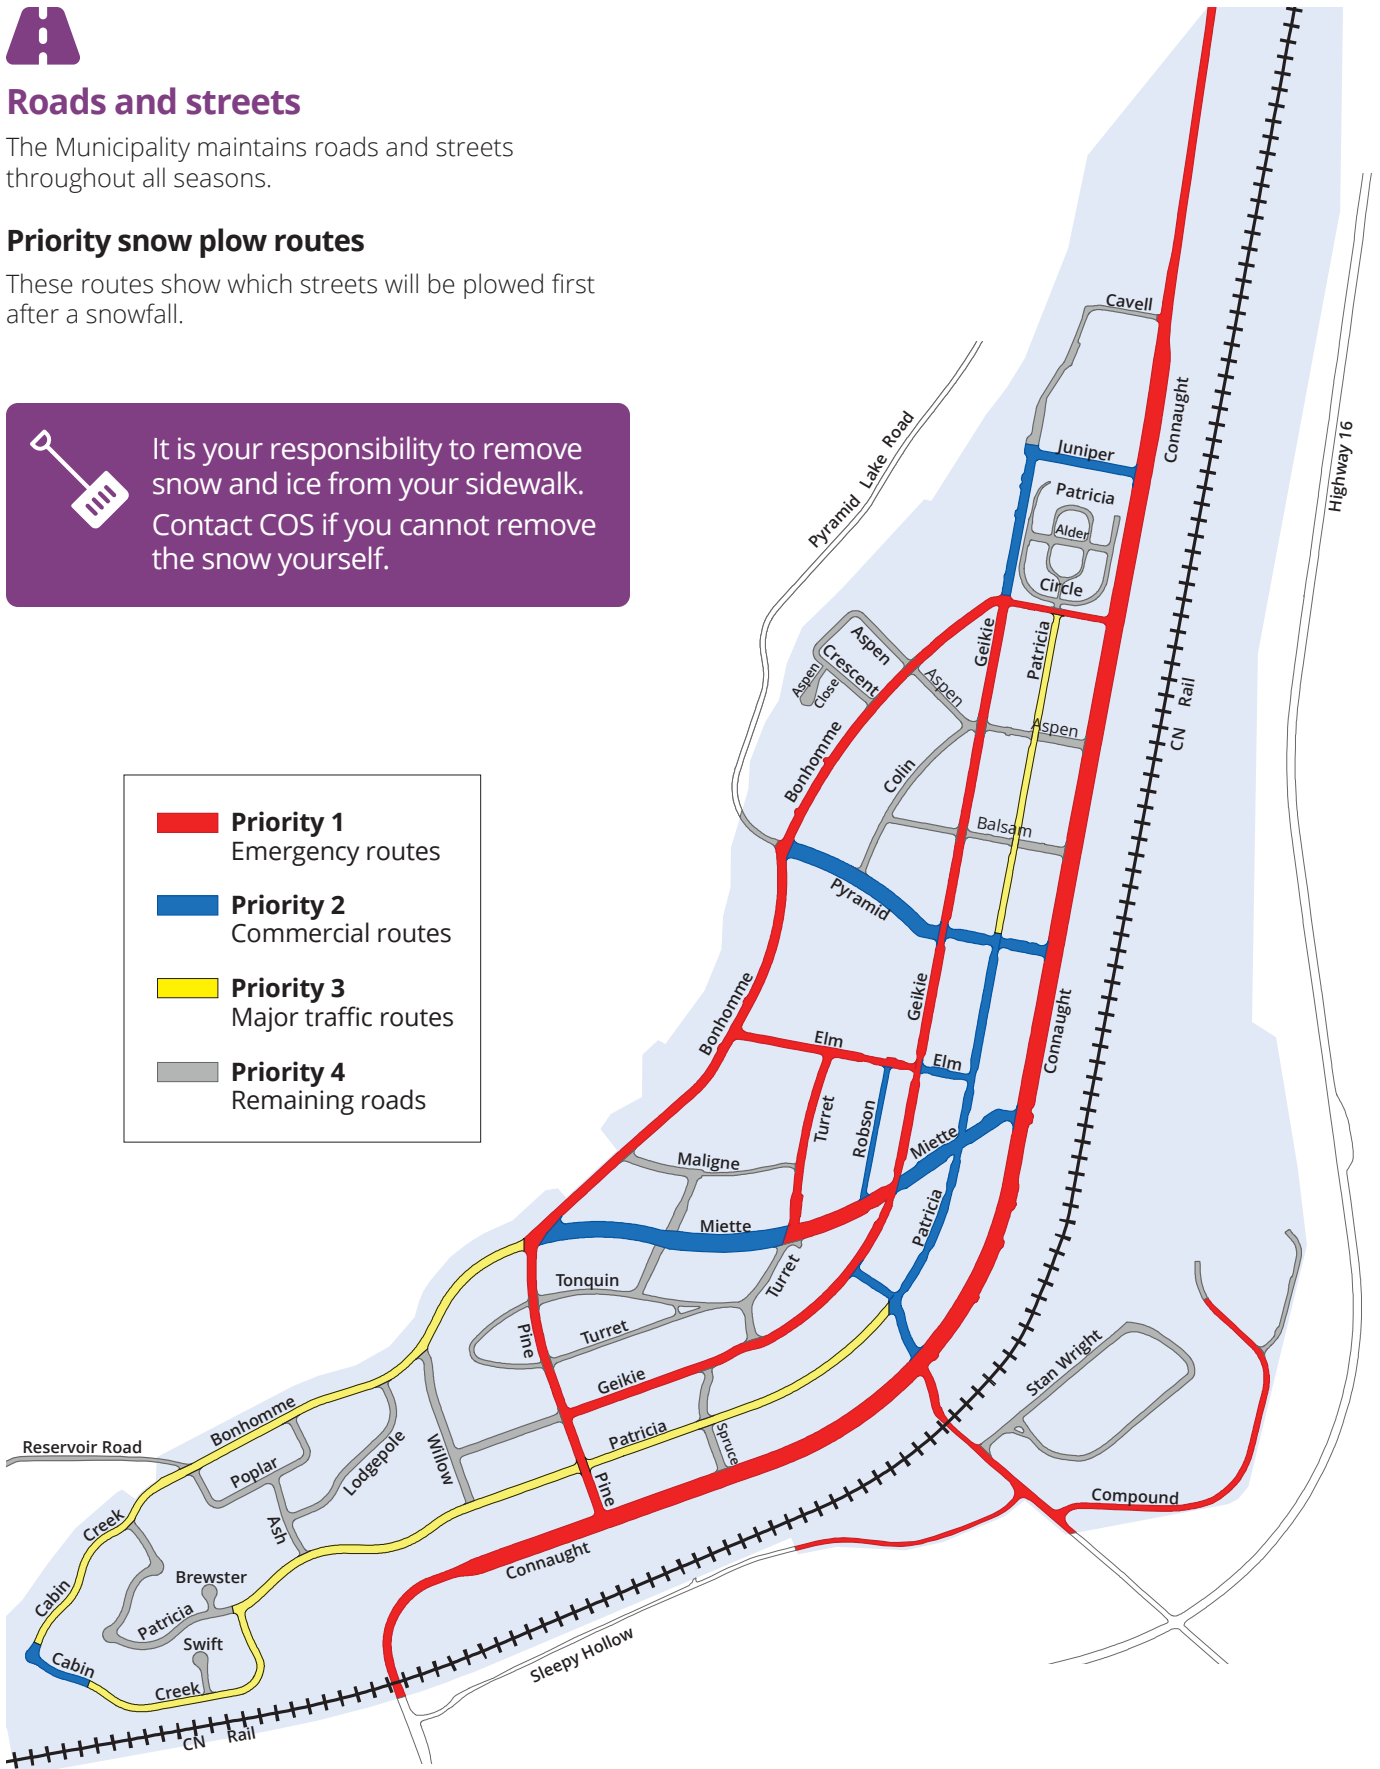 Roads and streets
The Municipality maintains roads and streets
throughout all seasons.
Priority snow plow routes
These routes show which streets will be plowed first
after a snowfall.
It is your responsibility to remove
snow and ice from your sidewalk.
Contact COS if you cannot remove
the snow yourself.
Priority 1
Emergency routes
Priority 2
Commercial routes
Priority 3
Major traffic routes
Priority 4
Remaining roads
Cavell
Connaught
Highway 16
Pyramid Lake Road
Juniper
Patricia
Alder
Circle
Geikie
Patricia
Aspen
Crescent
Aspen
Close
Aspen
Aspen
CN Rail
Bonhomme
Colin
Balsam
Pyramid
Bonhomme
Geikie
Connaught
Elm
Elm
Turret
Robson
Miette
Maligne
Miette
Patricia
Tonquin
Turret
Pine
Turret
Geikie
Stan Wright
Patricia
Spruce
Bonhomme
Reservoir Road
Poplar
Lodgepole
Willow
Pine
Compound
Creek
Ash
Connaught
Cabin
Brewster
Patricia
Swift
Cabin
Creek
Sleepy Hollow
CN Rail